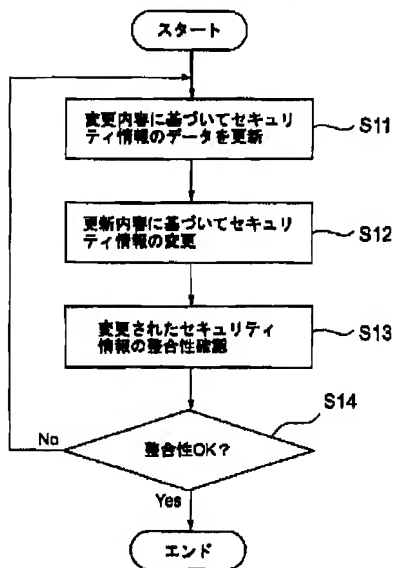 スタート
変更内容に基づいてセキュリ
ティ情報のデータを更新
S11
更新内容に基づいてセキュリ
ティ情報の変更
S12
変更されたセキュリティ
情報の整合性確認
S13
S14
整合性OK?
No
Yes
エンド